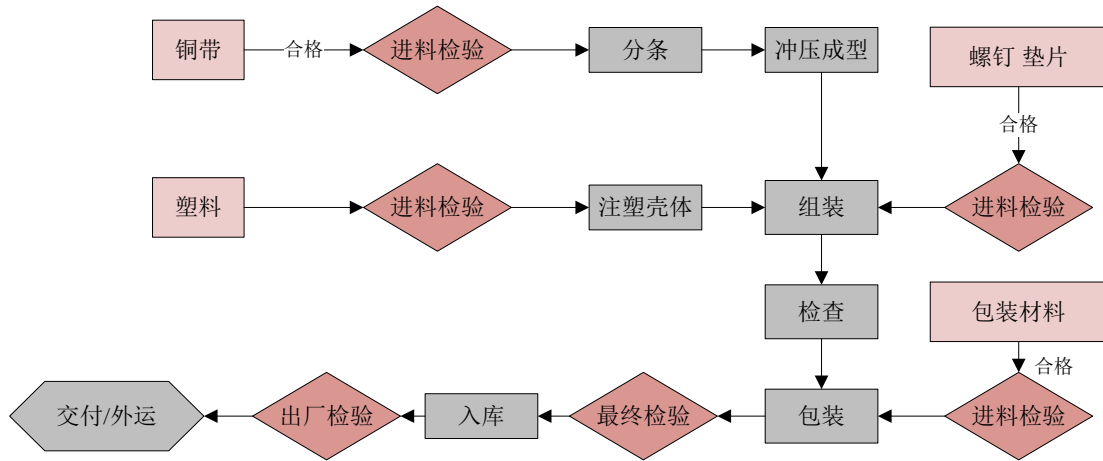 铜带
合格
进料检验
分条
冲压成型
螺钉 垫片
合格
塑料
进料检验
注塑壳体
组装
进料检验
检查
包装材料
合格
交付/外运
出厂检验
入库
最终检验
包装
进料检验